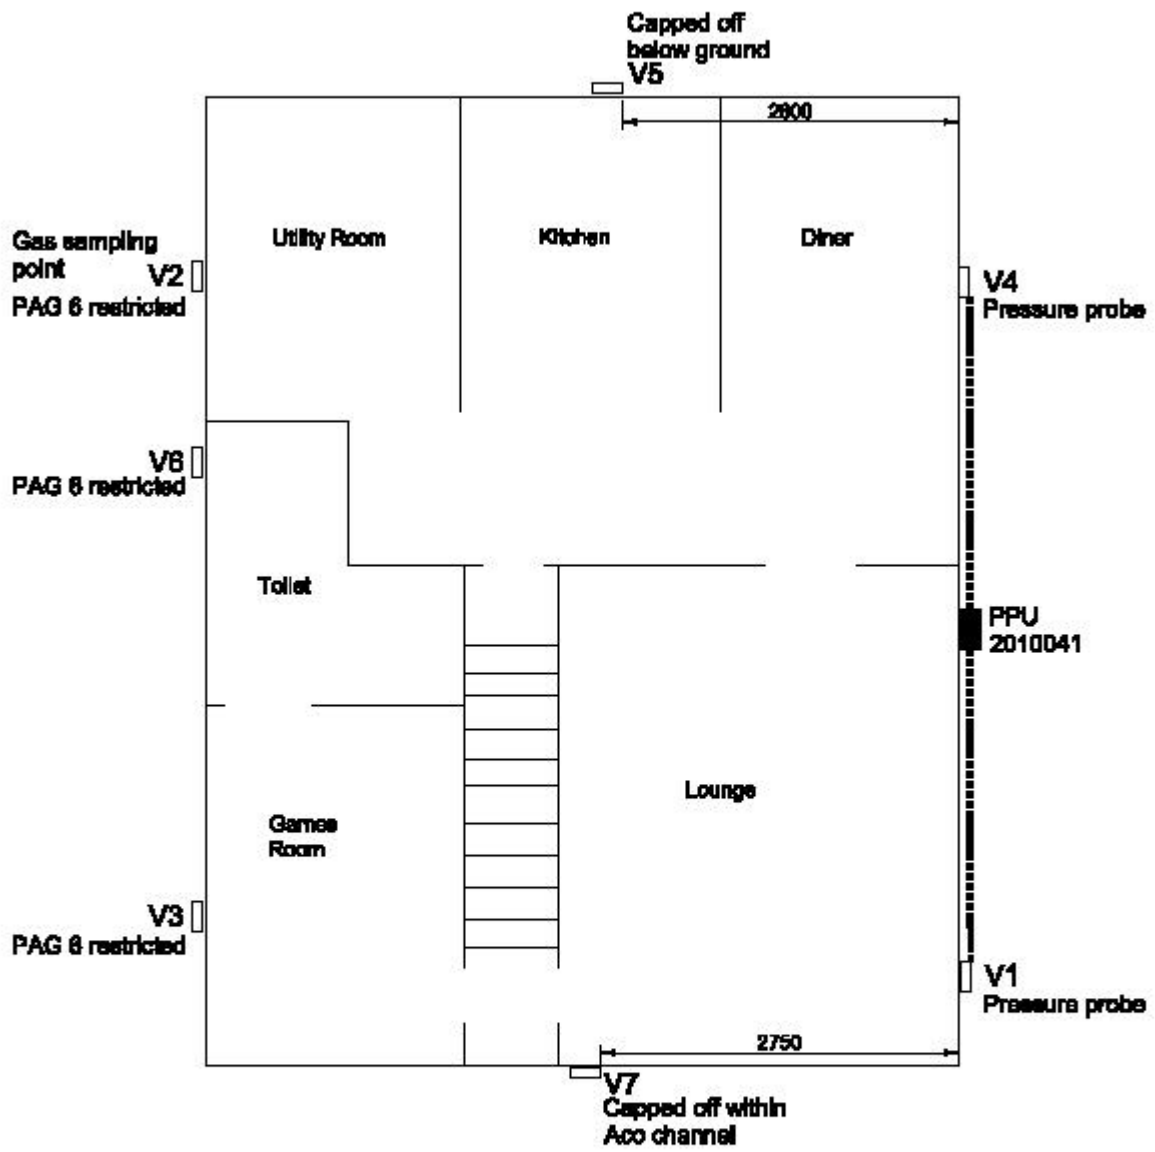 Capped off
below ground
V5
2600
Utility Room
Kitchen
Diner
Gas sampling
point
V2
PAG 6 restricted
V4
Pressure probe
V6
PAG 6 restricted
Toilet
PPU
2010041
Lounge
Games
Room
V3
PAG 6 restricted
V1
Pressure probe
2750
V7
Capped off within
Aco channel